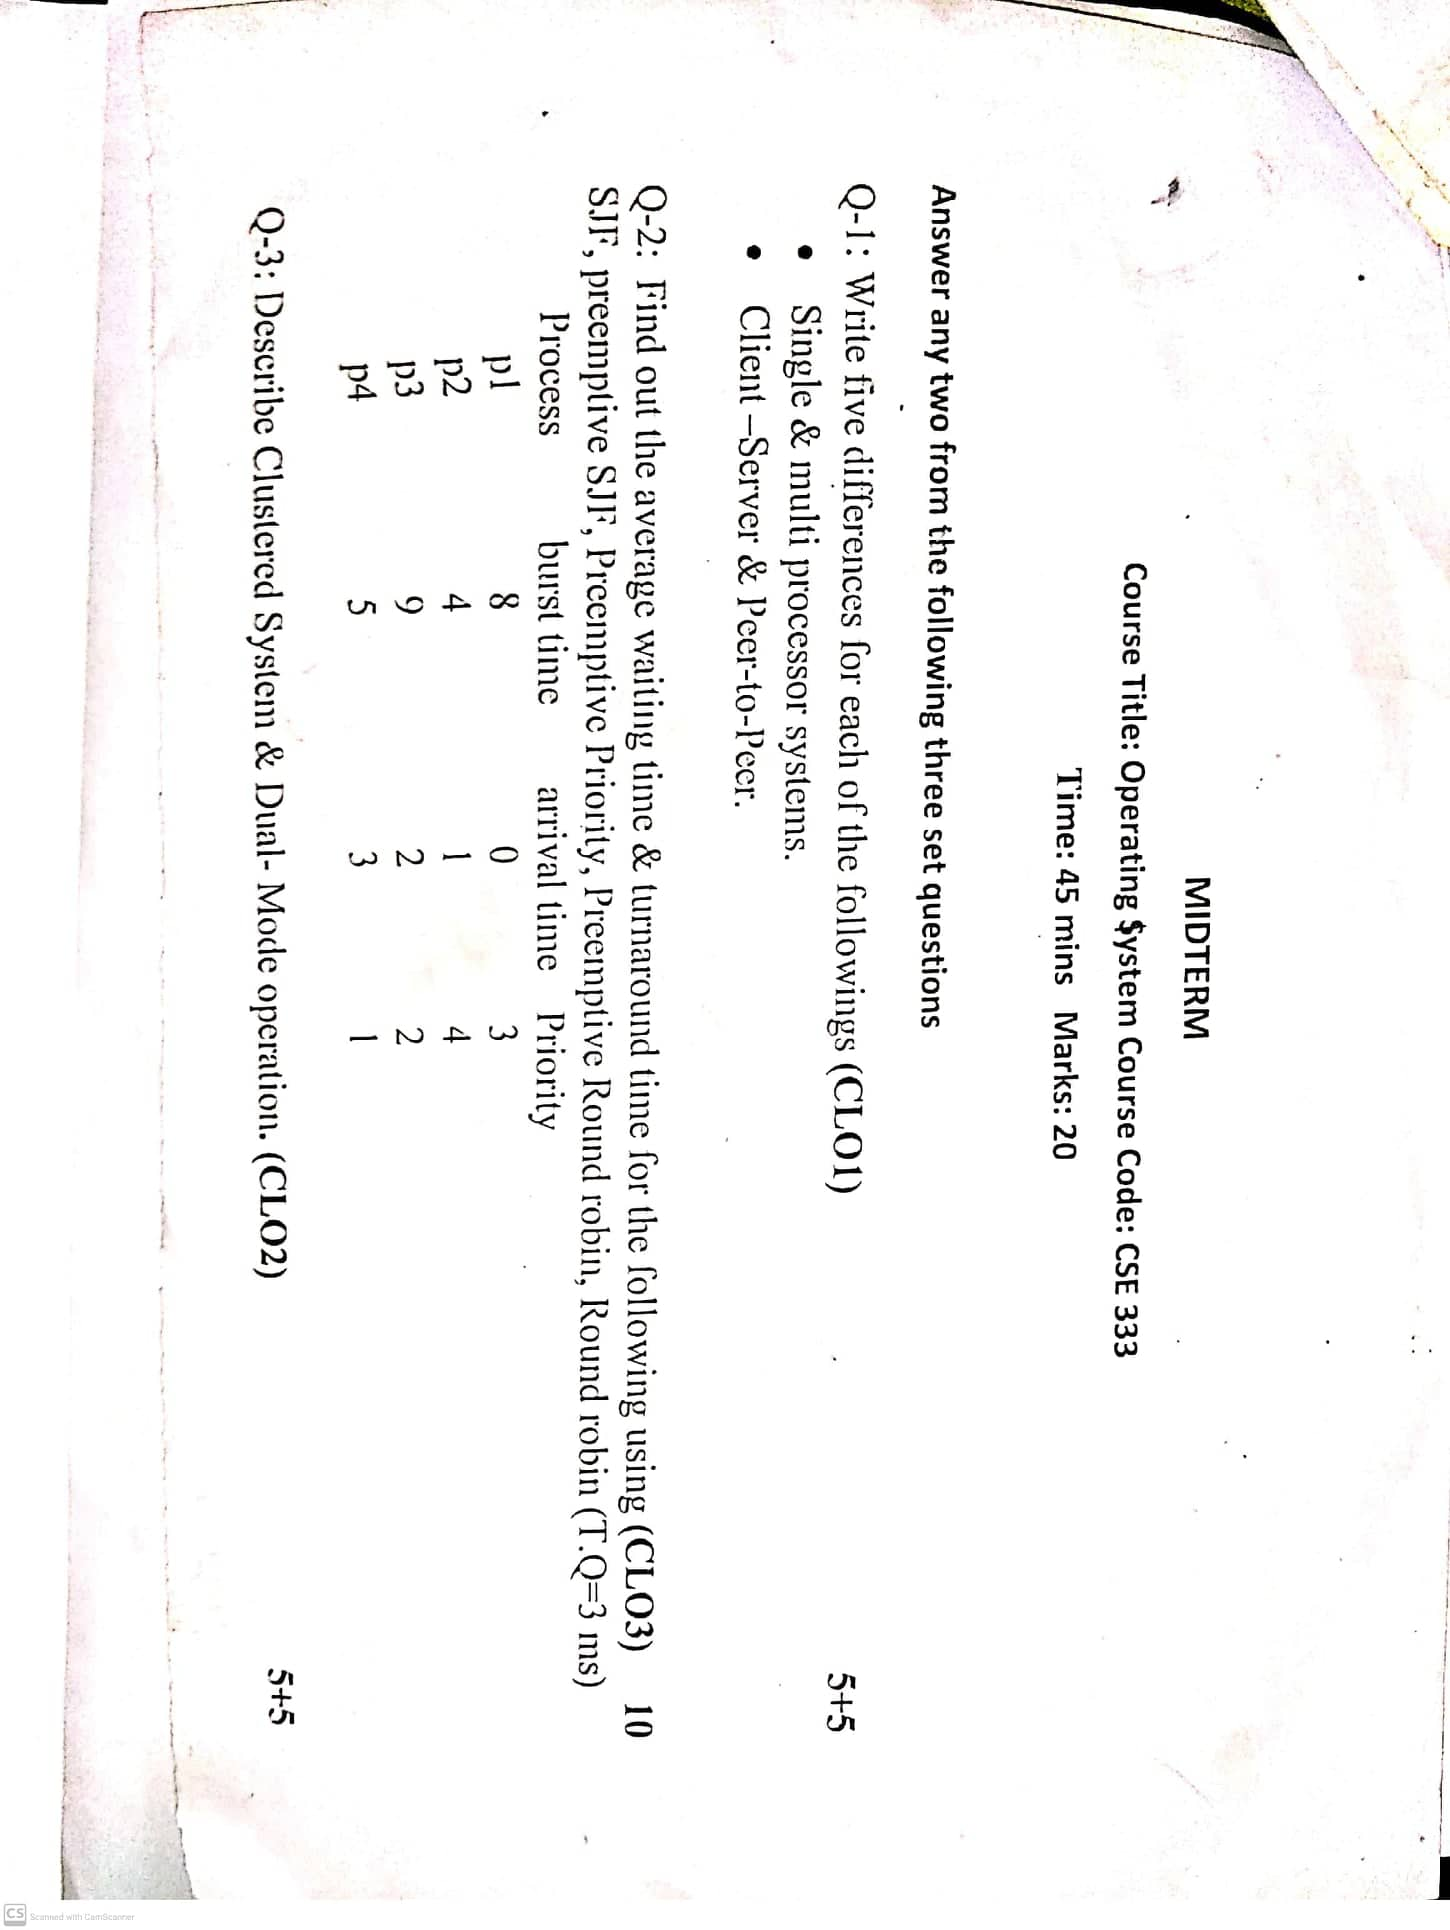 MIDTERM
Course Title: Operating $ystem Course Code: CSE 333
Time: 45 mins Marks: 20
Answer any two from the following three set questions
Q-1: Write five differences for each of the followings (CLO1) 5+5
• Single & multi processor systems.
• Client –Server & Peer-to-Peer.
Q-2: Find out the average waiting time & turnaround time for the following using (CLO3) 10
SJF, preemptive SJF, Preemptive Priority, Preemptive Round robin, Round robin (T.Q=3 ms)
Process burst time arrival time Priority
p1 8 0 3
p2 4 1 4
p3 9 2 2
p4 5 3 1
Q-3: Describe Clustered System & Dual- Mode operation. (CLO2) 5+5
CS Scanned with CamScanner